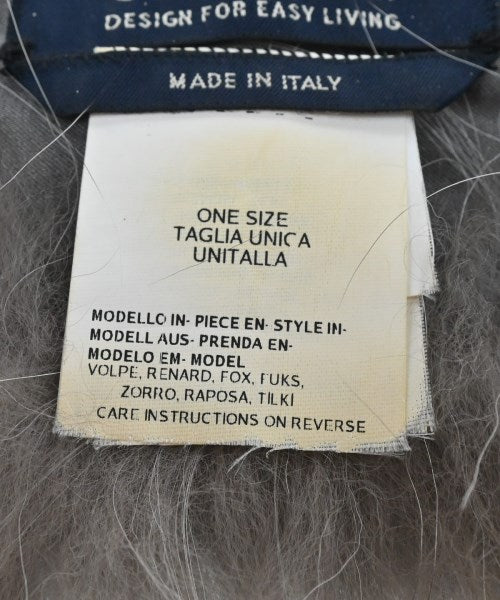 DESIGN FOR EASY LIVING
MADE IN ITALY
ONE SIZE
TAGLIA UNICA
UNITALLA
MODELLO IN- PIECE EN- STYLE IN-
MODELL AUS- PRENDA EN-
MODELO EM- MODEL
VOLPE, RENARD, FOX, FUKS,
ZORRO, RAPOSA, TILKI
CARE INSTRUCTIONS ON REVERSE